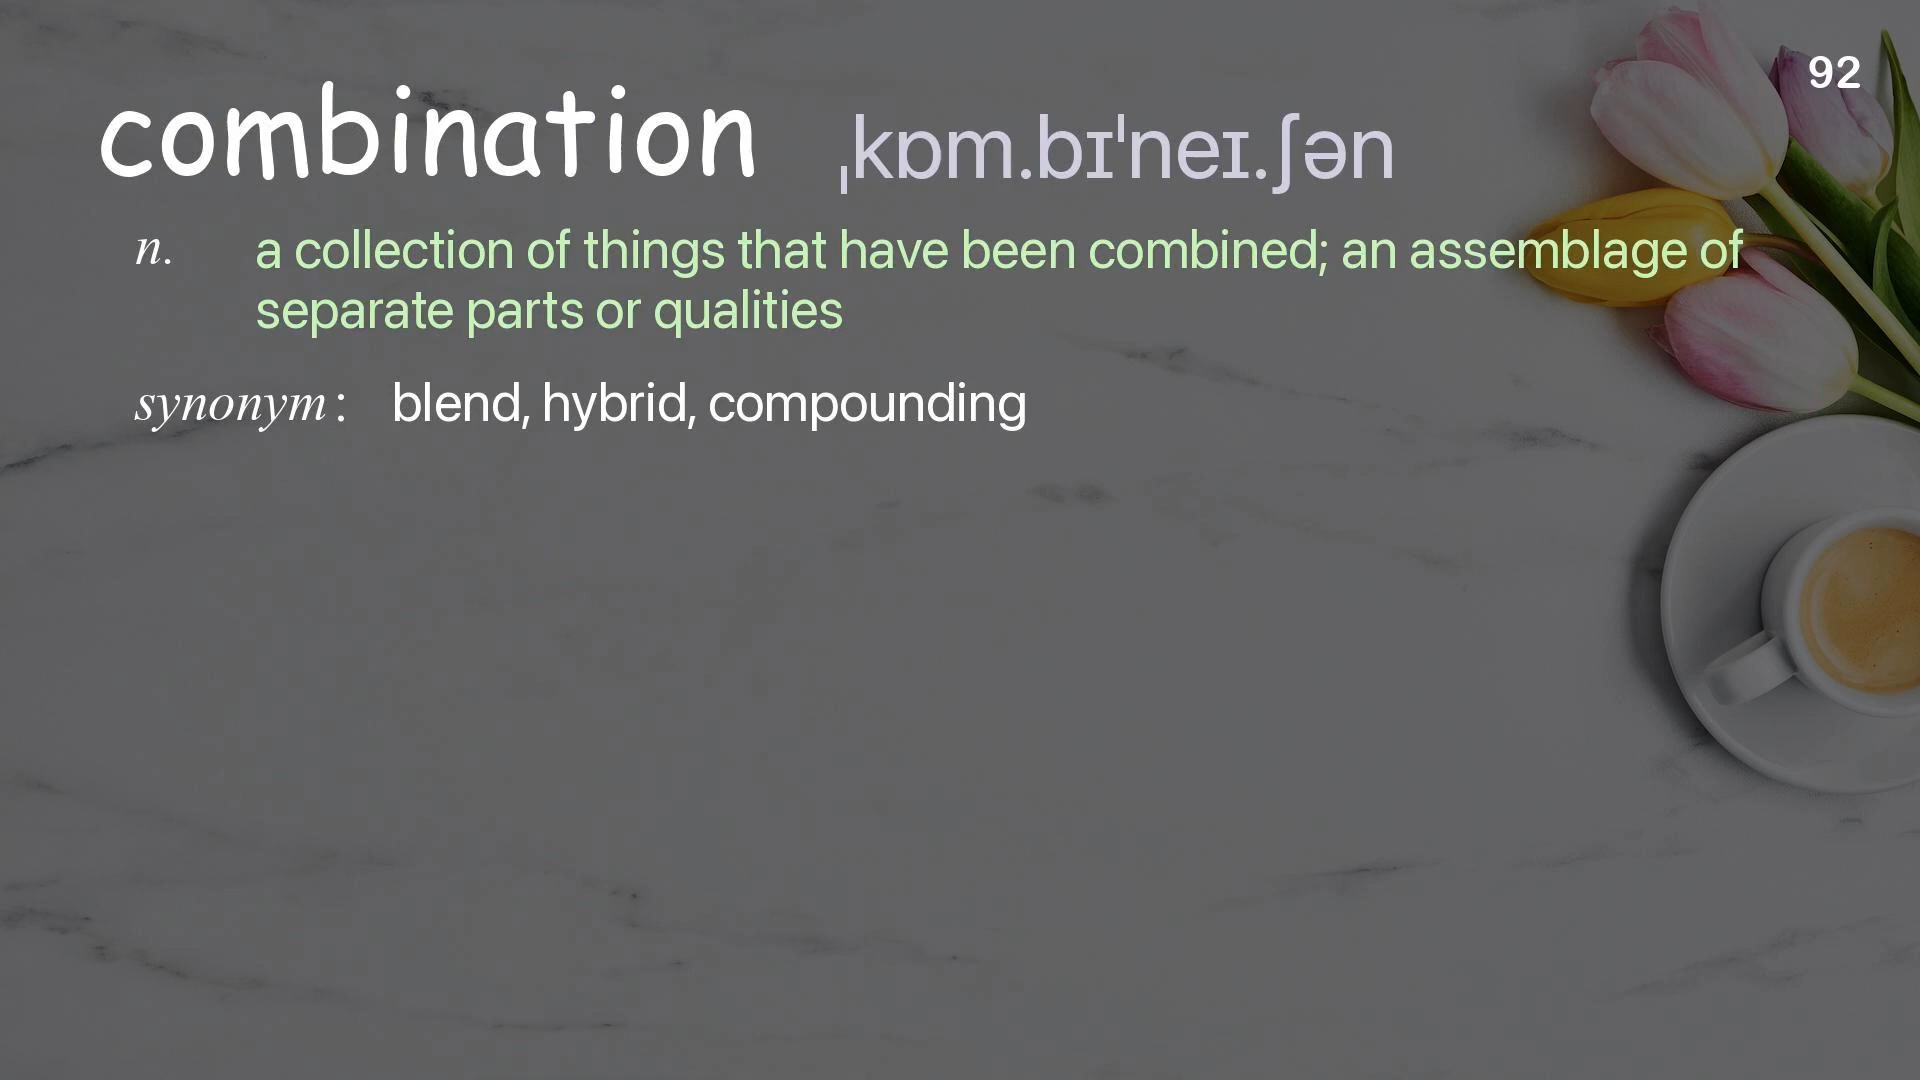 92
combination ˌkɒm.bɪˈneɪ.ʃən
n. a collection of things that have been combined; an assemblage of
separate parts or qualities
synonym: blend, hybrid, compounding